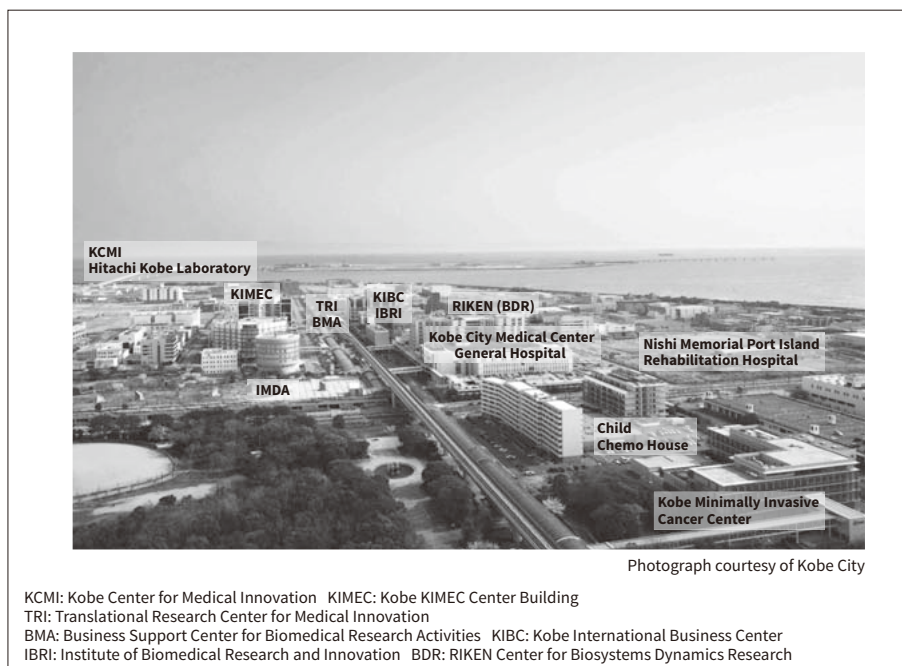 KCMI
Hitachi Kobe Laboratory
KIMEC
TRI
BMA
KIBC
IBRI
RIKEN (BDR)
Kobe City Medical Center
General Hospital
Nishi Memorial Port Island
Rehabilitation Hospital
IMDA
Child
Chemo House
Kobe Minimally Invasive
Cancer Center
Photograph courtesy of Kobe City
KCMI: Kobe Center for Medical Innovation KIMEC: Kobe KIMEC Center Building
TRI: Translational Research Center for Medical Innovation
BMA: Business Support Center for Biomedical Research Activities KIBC: Kobe International Business Center
IBRI: Institute of Biomedical Research and Innovation BDR: RIKEN Center for Biosystems Dynamics Research